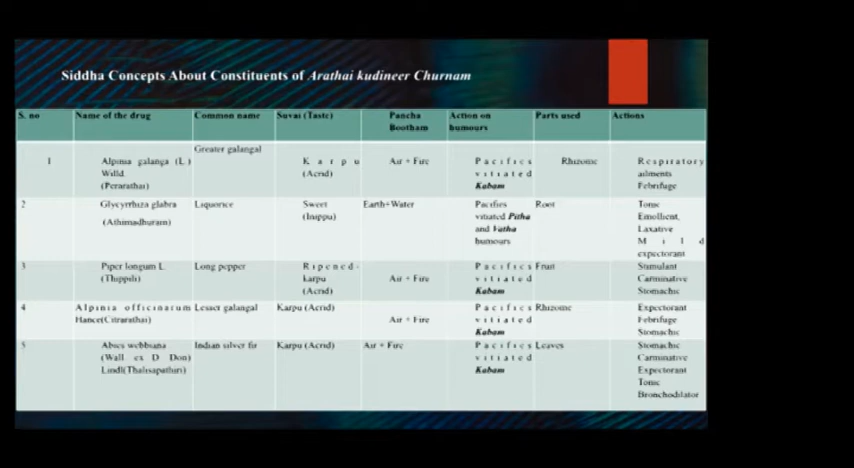 Siddha Concepts About Constituents of Arathai kudineer Churnam
S. no Name of the drug Common name Suvai (Taste) Pancha Bootham Action on humours Parts used Actions
1 Alpinia galanga (L.) Willd. (Perarathai) Greater galangal Karpu (Acrid) Air + Fire Pacifies vitiated Kabam Rhizome Respiratory ailments Febrifuge
2 Glycyrrhiza glabra (Athimadhuram) Liquorice Sweet (Inippu) Earth+Water Pacifies vitiated Pitha and Vatha humours Root Tonic Emollient, Laxative Mild expectorant
3 Piper longum L. (Thippili) Long pepper Ripened-karpu (Acrid) Air + Fire Pacifies vitiated Kabam Fruit Stimulant Carminative Stomachic
4 Alpinia officinarum Hance(Citrarathai) Lesser galangal Karpu (Acrid) Air + Fire Pacifies vitiated Kabam Rhizome Expectorant Febrifuge Stomachic
5 Abies webbiana (Wall ex D Don) Lindl(Thalisapathiri) Indian silver fir Karpu (Acrid) Air + Fire Pacifies vitiated Kabam Leaves Stomachic Carminative Expectorant Tonic Bronchodilator